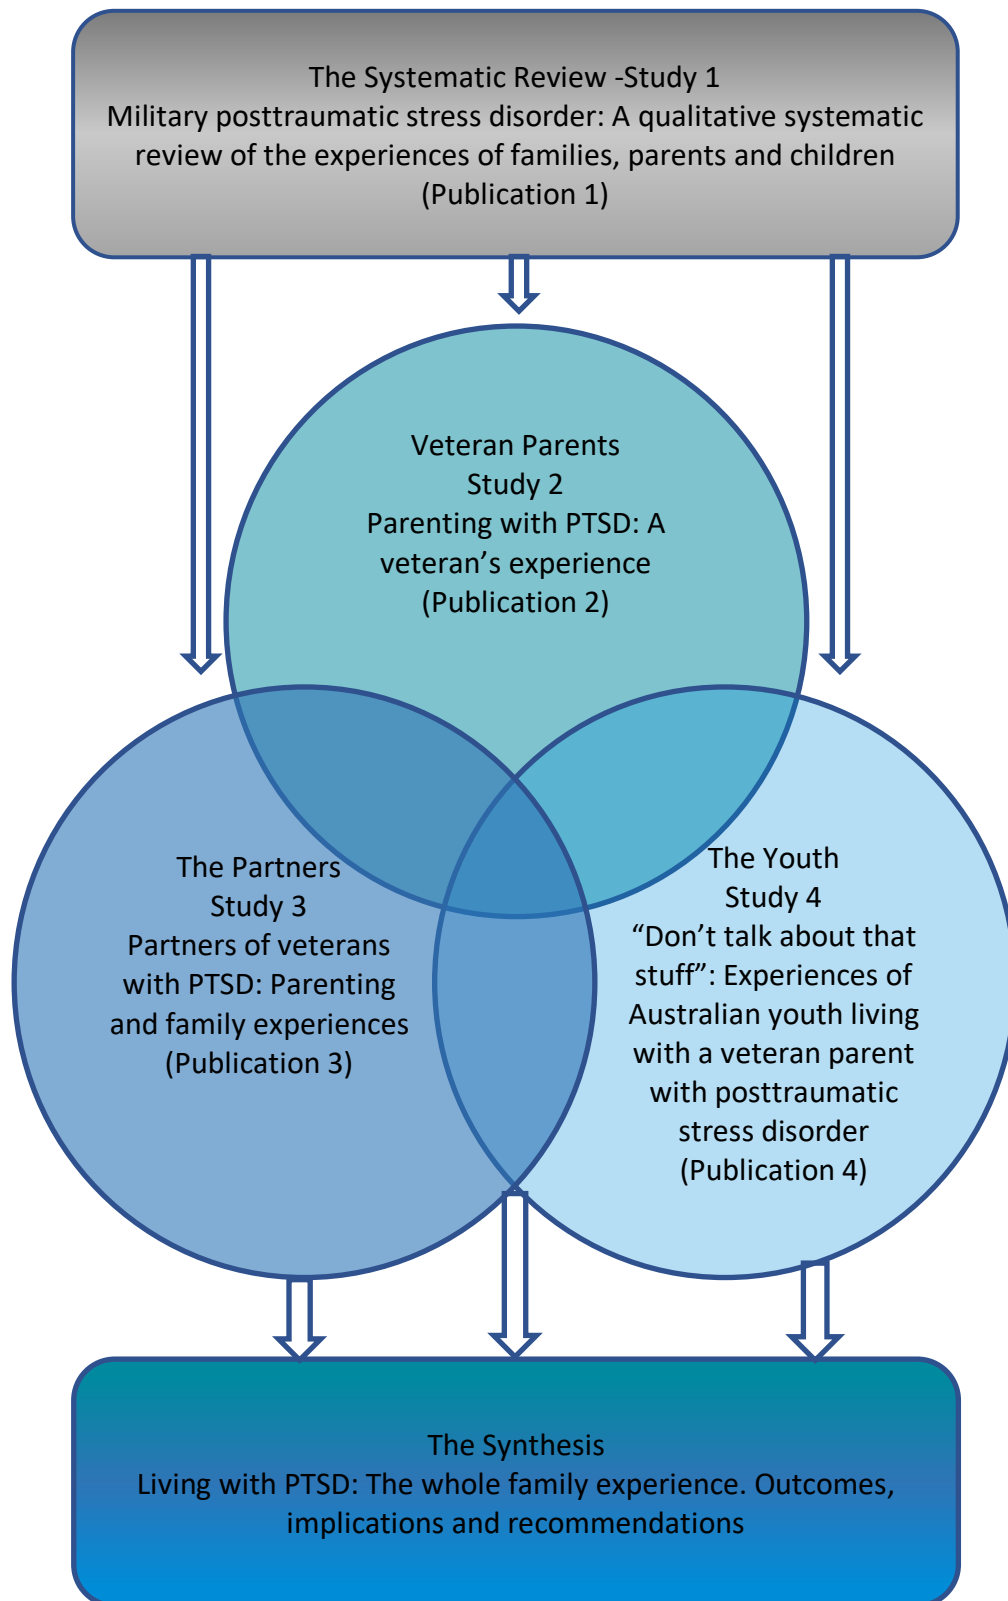 The Systematic Review -Study 1
Military posttraumatic stress disorder: A qualitative systematic
review of the experiences of families, parents and children
(Publication 1)
Veteran Parents
Study 2
Parenting with PTSD: A
veteran’s experience
(Publication 2)
The Partners
Study 3
Partners of veterans
with PTSD: Parenting
and family experiences
(Publication 3)
The Youth
Study 4
“Don’t talk about that
stuff”: Experiences of
Australian youth living
with a veteran parent
with posttraumatic
stress disorder
(Publication 4)
The Synthesis
Living with PTSD: The whole family experience. Outcomes,
implications and recommendations